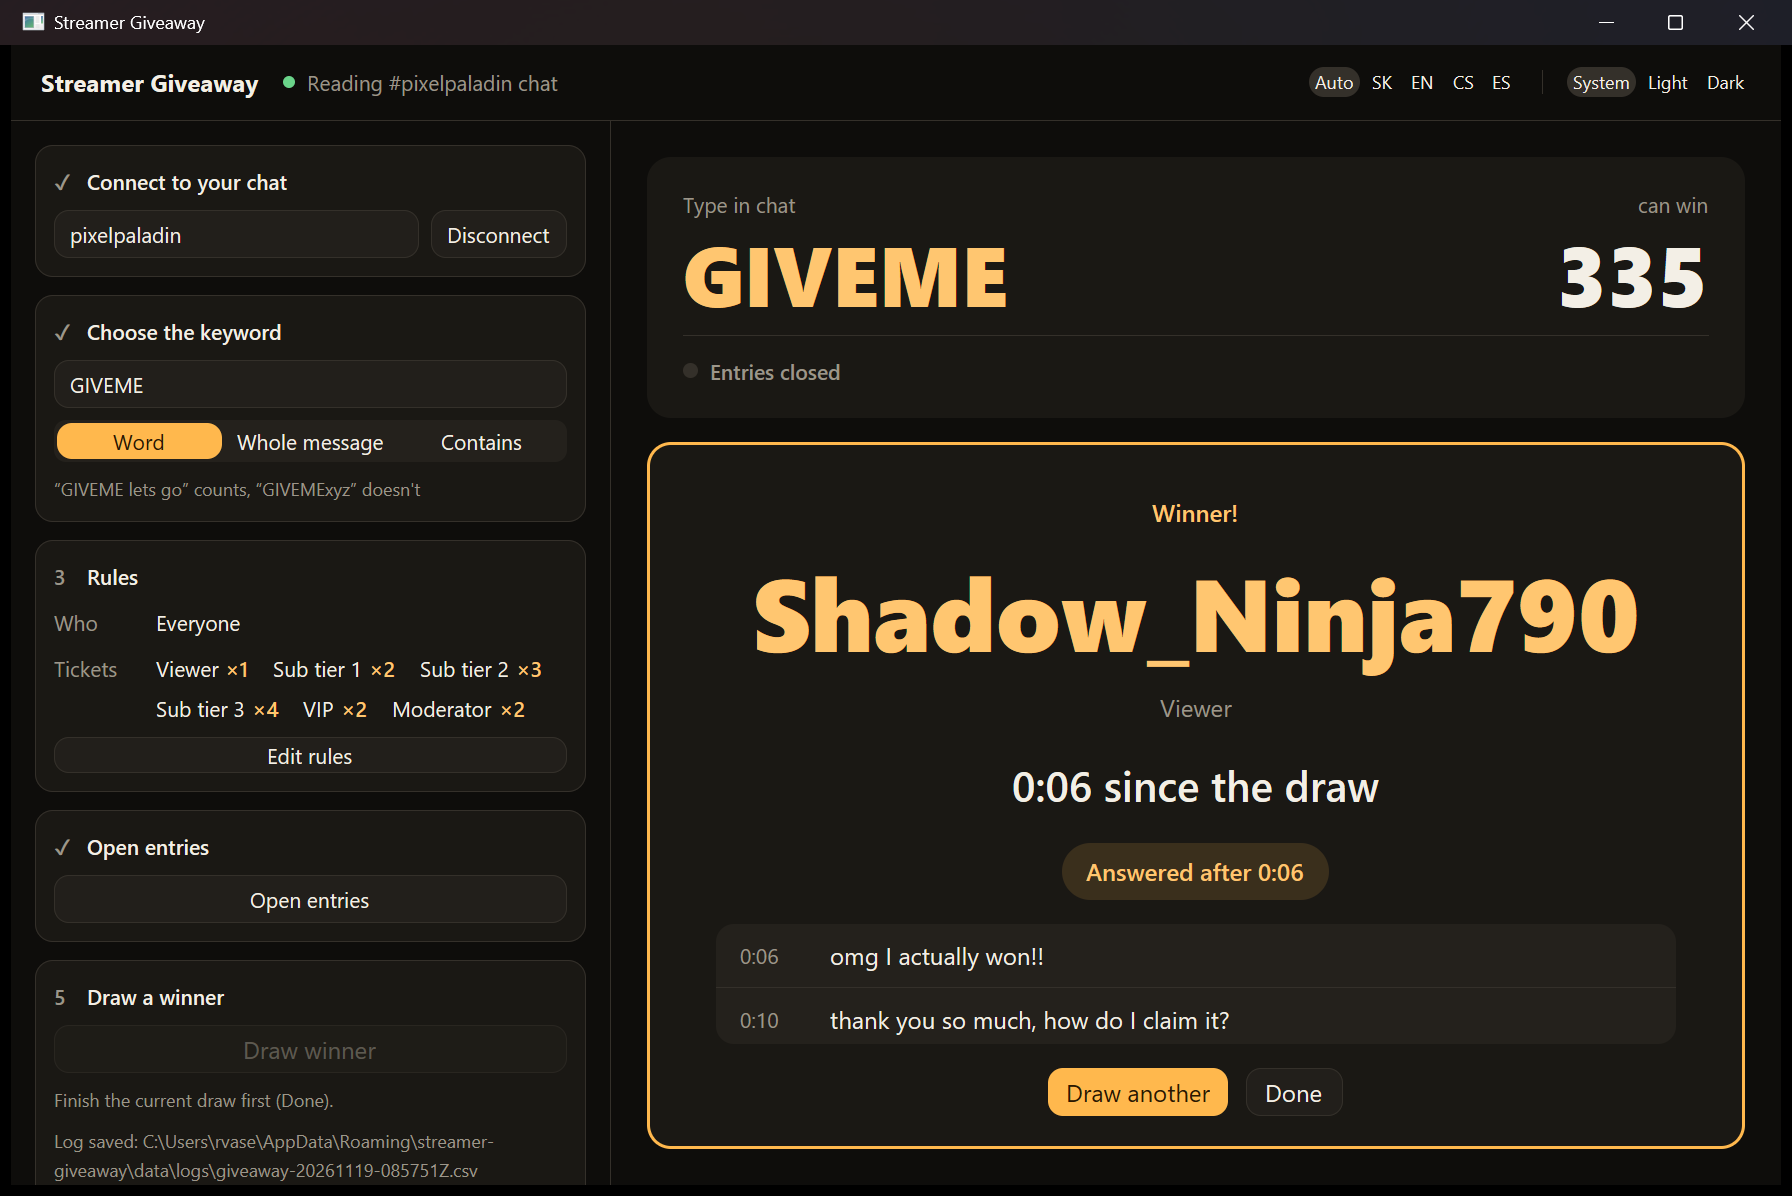 Streamer Giveaway
Streamer Giveaway
Reading #pixelpaladin chat
Auto SK EN CS ES
System Light Dark
✓ Connect to your chat
pixelpaladin
Disconnect
✓ Choose the keyword
GIVEME
Word Whole message Contains
“GIVEME lets go” counts, “GIVEMExyz” doesn't
3 Rules
Who Everyone
Tickets Viewer ×1 Sub tier 1 ×2 Sub tier 2 ×3
Sub tier 3 ×4 VIP ×2 Moderator ×2
Edit rules
✓ Open entries
Open entries
5 Draw a winner
Draw winner
Finish the current draw first (Done).
Log saved: C:\Users\rvase\AppData\Roaming\streamer-
giveaway\data\logs\giveaway-20261119-085751Z.csv
Type in chat
can win
GIVEME
335
Entries closed
Winner!
Shadow_Ninja790
Viewer
0:06 since the draw
Answered after 0:06
0:06 omg I actually won!!
0:10 thank you so much, how do I claim it?
Draw another
Done